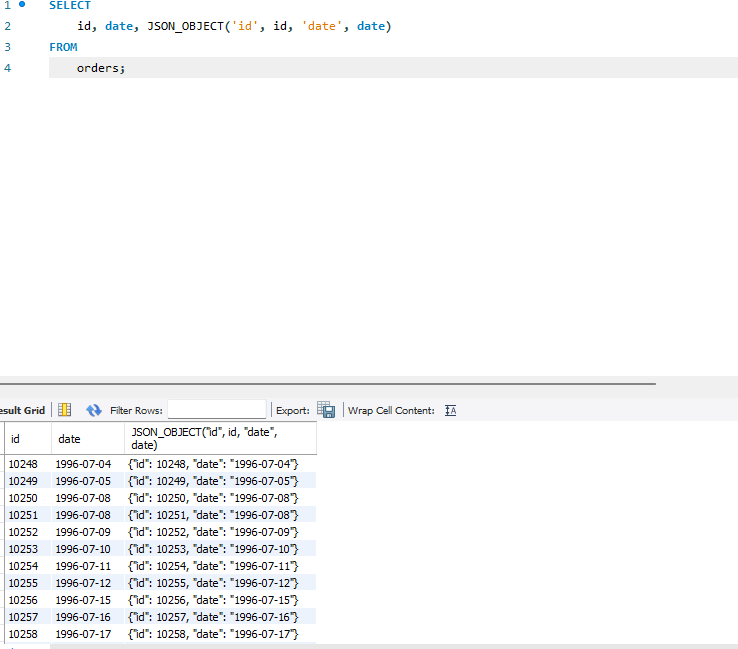 1 SELECT
2 id, date, JSON_OBJECT('id', id, 'date', date)
3 FROM
4 orders;
esult Grid Filter Rows: Export: Wrap Cell Content:
id date JSON_OBJECT("id", id, "date",
date)
10248 1996-07-04 {"id": 10248, "date": "1996-07-04"}
10249 1996-07-05 {"id": 10249, "date": "1996-07-05"}
10250 1996-07-08 {"id": 10250, "date": "1996-07-08"}
10251 1996-07-08 {"id": 10251, "date": "1996-07-08"}
10252 1996-07-09 {"id": 10252, "date": "1996-07-09"}
10253 1996-07-10 {"id": 10253, "date": "1996-07-10"}
10254 1996-07-11 {"id": 10254, "date": "1996-07-11"}
10255 1996-07-12 {"id": 10255, "date": "1996-07-12"}
10256 1996-07-15 {"id": 10256, "date": "1996-07-15"}
10257 1996-07-16 {"id": 10257, "date": "1996-07-16"}
10258 1996-07-17 {"id": 10258, "date": "1996-07-17"}